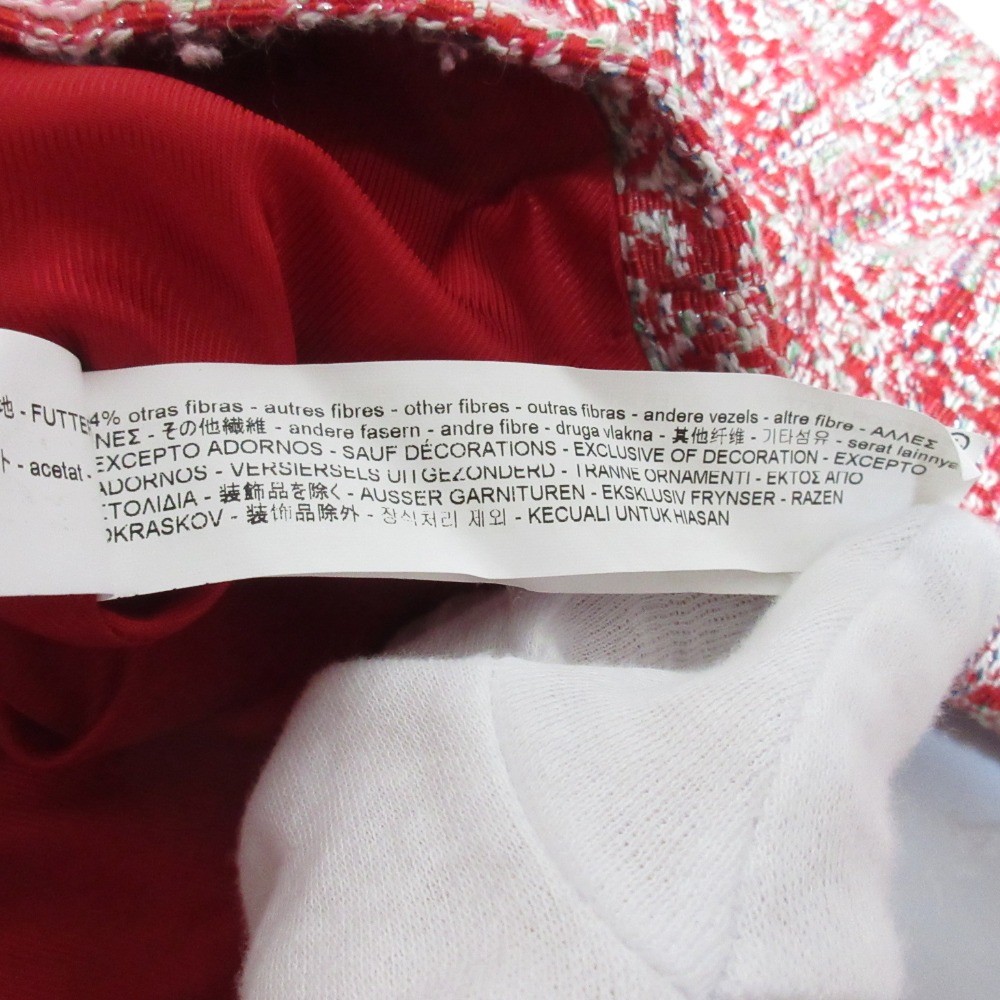 地 - FUTTE
ト - acetat -
4% otras fibras - autres fibres - other fibres - outras fibras - andere vezels - altre fibre - ΑΛΛΕΣ
ΝΕΣ - その他繊維 - andere fasern - andre fibre - druga vlakna - 其他纤维 - 기타섬유 - serat lainnya
EXCEPTO ADORNOS - SAUF DÉCORATIONS - EXCLUSIVE OF DECORATION - EXCEPTO
ADORNOS - VERSIERSELS UITGEZONDERD - TRANNE ORNAMENTI - ΕΚΤΟΣ ΑΠΟ
ΣΤΟΛΙΔΙΑ - 装飾品を除く - AUSSER GARNITUREN - EKSKLUSIV FRYNSER - RAZEN
OKRASKOV - 装饰品除外 - 장식처리 제외 - KECUALI UNTUK HIASAN